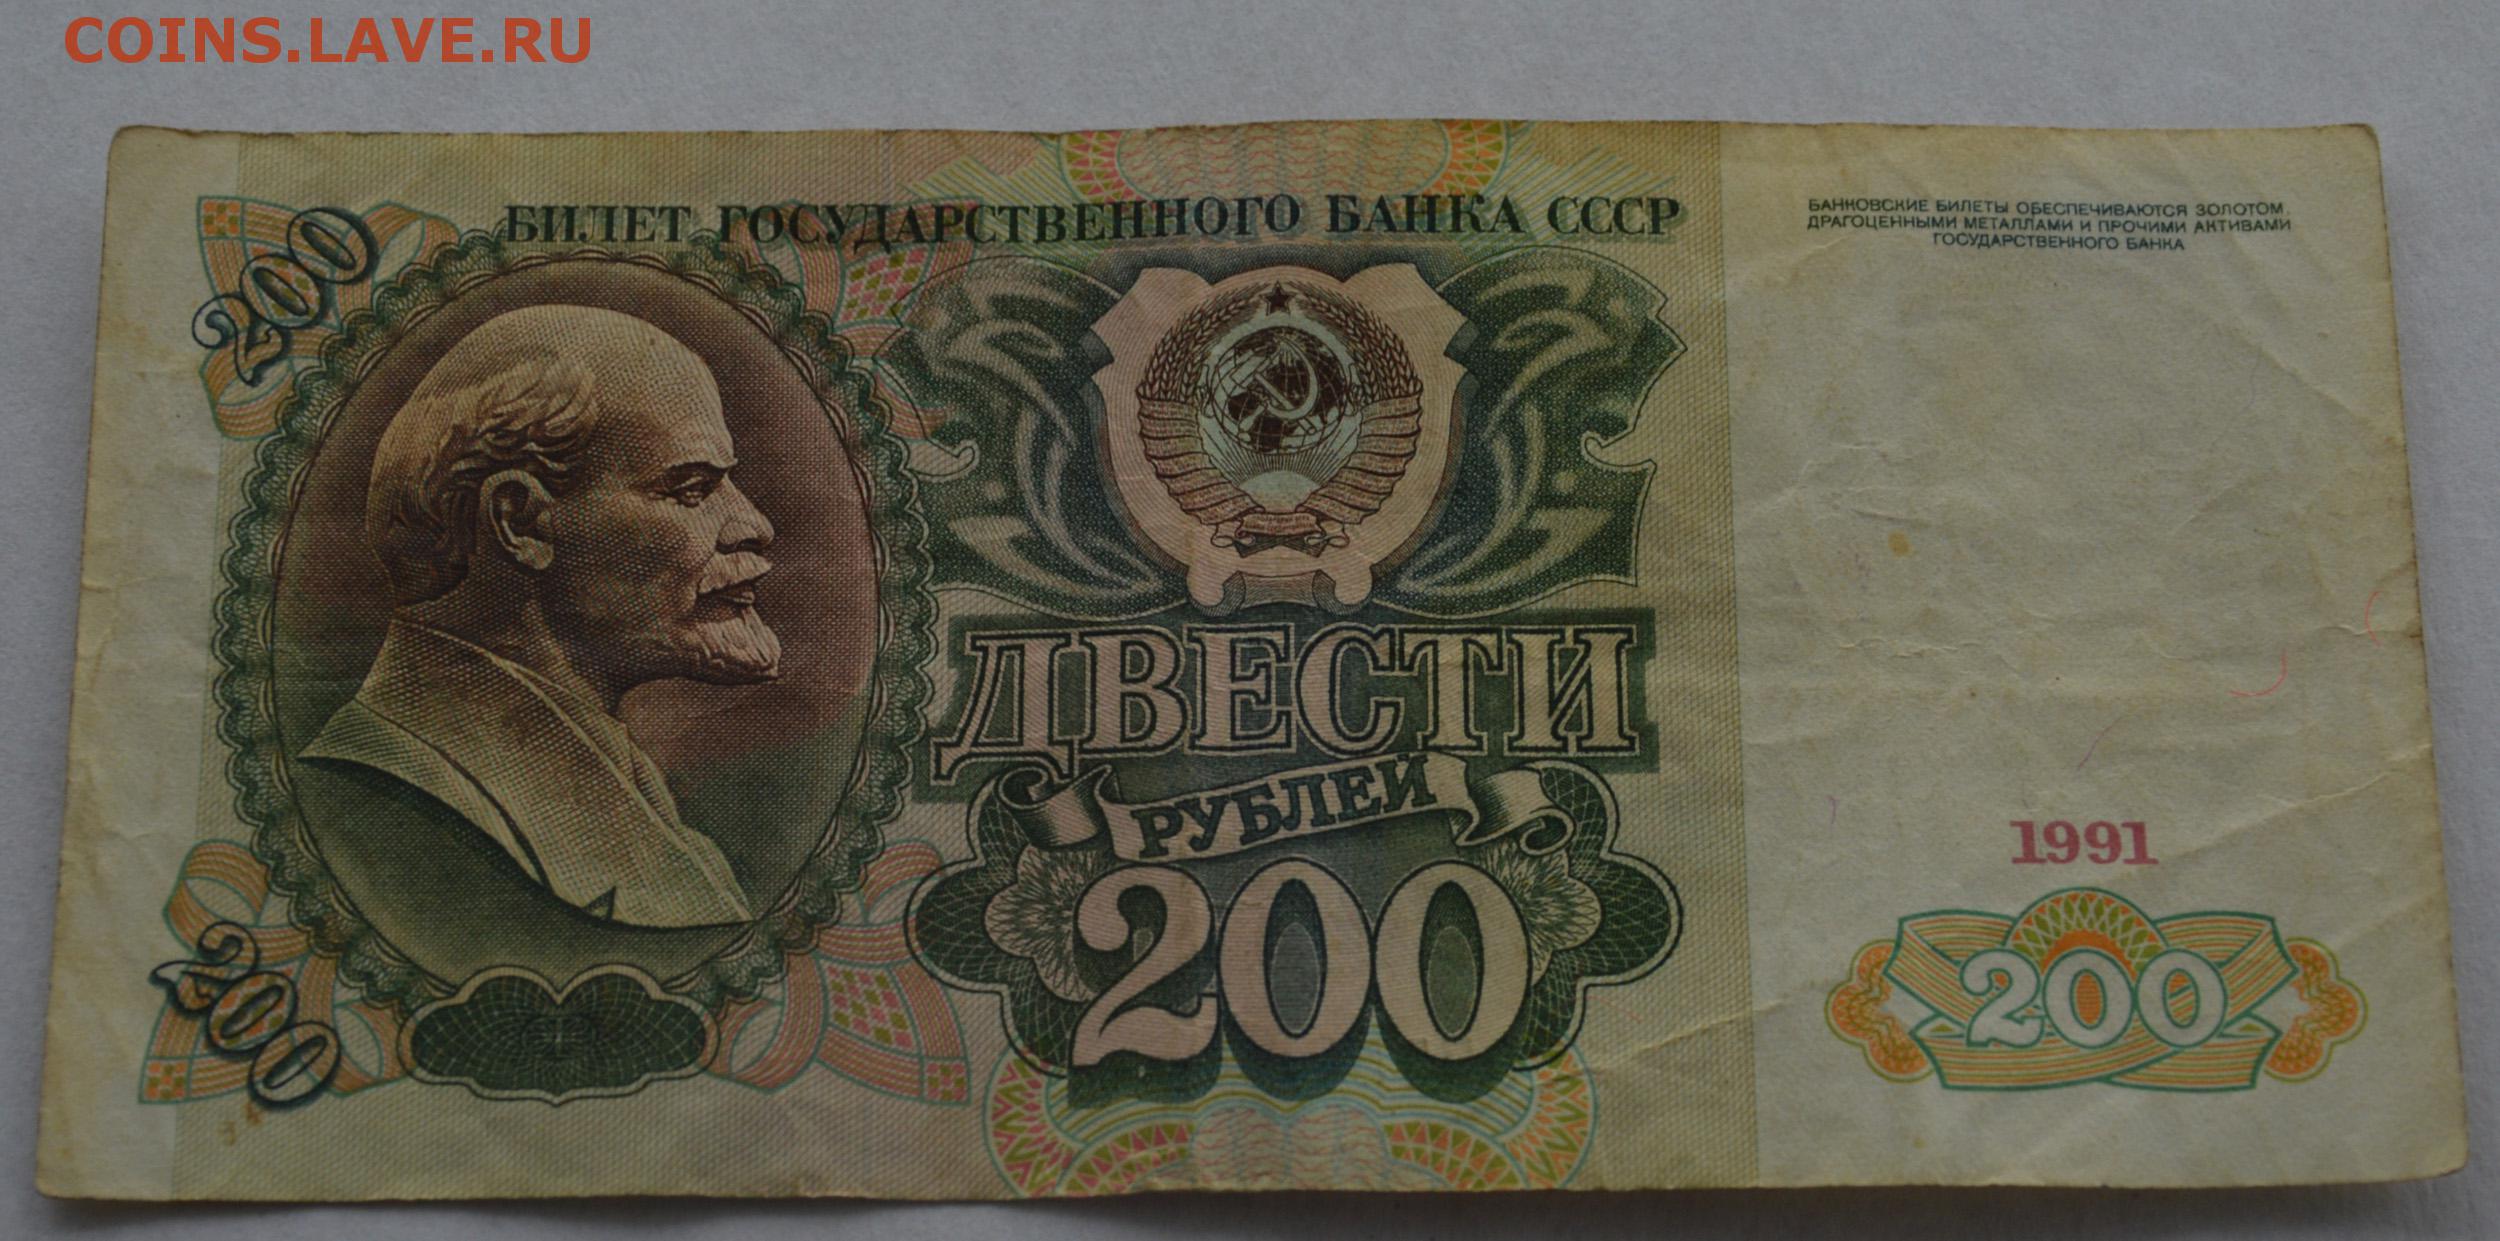 COINS.LAVE.RU
БИЛЕТ ГОСУДАРСТВЕННОГО БАНКА СССР
БАНКОВСКИЕ БИЛЕТЫ ОБЕСПЕЧИВАЮТСЯ ЗОЛОТОМ,
ДРАГОЦЕННЫМИ МЕТАЛЛАМИ И ПРОЧИМИ АКТИВАМИ
ГОСУДАРСТВЕННОГО БАНКА
200
ДВЕСТИ
РУБЛЕЙ
200
1991
200
200